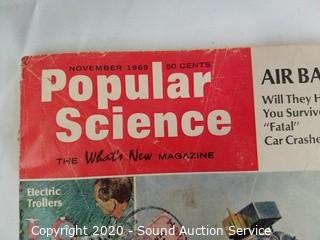 NOVEMBER 1969 50 CENTS
Popular
Science
THE What's New MAGAZINE
AIR BA
Will They H
You Survive
"Fatal"
Car Crashe
Electric
Trollers
Copyright 2020 - Sound Auction Service